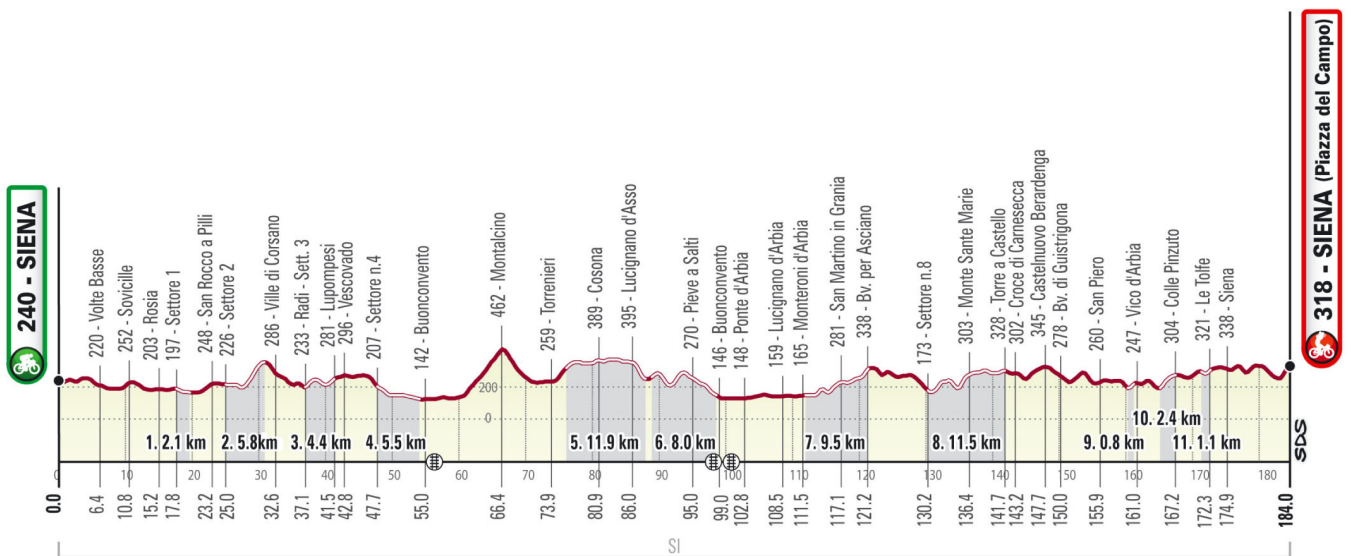 240 - SIENA
220 - Volte Basse
252 - Sovicille
203 - Rosia
197 - Settore 1
248 - San Rocco a Pilli
226 - Settore 2
286 - Ville di Corsano
233 - Radi - Sett. 3
281 - Lupompesi
296 - Vescovado
207 - Settore n.4
142 - Buonconvento
462 - Montalcino
259 - Torrenieri
389 - Cosona
395 - Lucignano d'Asso
270 - Pieve a Salti
146 - Buonconvento
148 - Ponte d'Arbia
159 - Lucignano d'Arbia
165 - Monteroni d'Arbia
281 - San Martino in Grania
338 - Bv. per Asciano
173 - Settore n.8
303 - Monte Sante Marie
328 - Torre a Castello
302 - Croce di Carnesecca
345 - Castelnuovo Berardenga
278 - Bv. di Guistrigona
260 - San Piero
247 - Vico d'Arbia
304 - Colle Pinzuto
321 - Le Tolfe
338 - Siena
318 - SIENA (Piazza del Campo)
200
0
1. 2.1 km
2. 5.8km
3. 4.4 km
4. 5.5 km
5. 11.9 km
6. 8.0 km
7. 9.5 km
8. 11.5 km
9. 0.8 km
10. 2.4 km
11. 1.1 km
SDS
0 10 20 30 40 50 60 70 80 90 100 110 120 130 140 150 160 170 180
0.0
6.4
10.8
15.2
17.8
23.2
25.0
32.6
37.1
41.5
42.8
47.7
55.0
66.4
73.9
80.9
86.0
95.0
99.0
102.8
108.5
111.5
117.1
121.2
130.2
136.4
141.7
143.2
147.7
150.0
155.9
161.0
167.2
172.3
174.9
184.0
SI